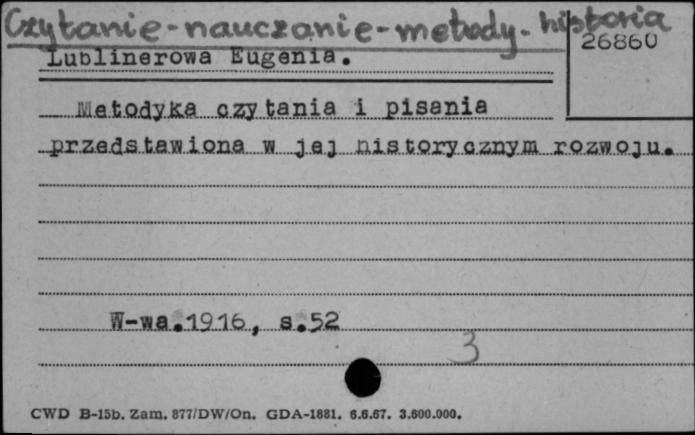 Czytanie-nauczanie-metody-historia
26860
Lublinerowa Eugenia.
Metodyka czytania i pisania
przedstawiona w jej historycznym rozwoju.
W-wa.1916, s.52
3
CWD B-15b. Zam. 877/DW/On. GDA-1881. 6.6.67. 3.600.000.